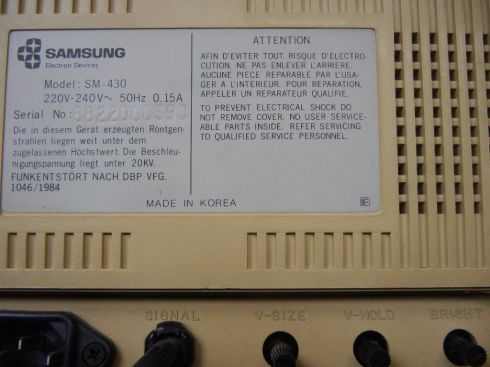 SAMSUNG
Electron Devices
Model: SM-430
220V-240V~ 50Hz 0.15A
Serial No:
Die in diesem Gerät erzeugten Röntgen-
strahlen liegen weit unter dem
zugelassenen Höchstwert. Die Beschleu-
nigungspannung liegt unter 20KV.
FUNKENTSTÖRT NACH DBP VFG.
1046/1984
ATTENTION
AFIN D'EVITER TOUT RISQUE D'ELECTRO-
CUTION, NE PAS ENLEVER L'ARRIERE.
AUCUNE PIECE REPARABLE PAR L'USA-
GER A L'INTERIEUR. POUR REPARATION,
APPELER UN REPARATEUR QUALIFIE.
TO PREVENT ELECTRICAL SHOCK DO
NOT REMOVE COVER. NO USER SERVICE-
ABLE PARTS INSIDE. REFER SERVICING
TO QUALIFIED SERVICE PERSONNEL.
MADE IN KOREA
SIGNAL V-SIZE V-HOLD BRIGHT